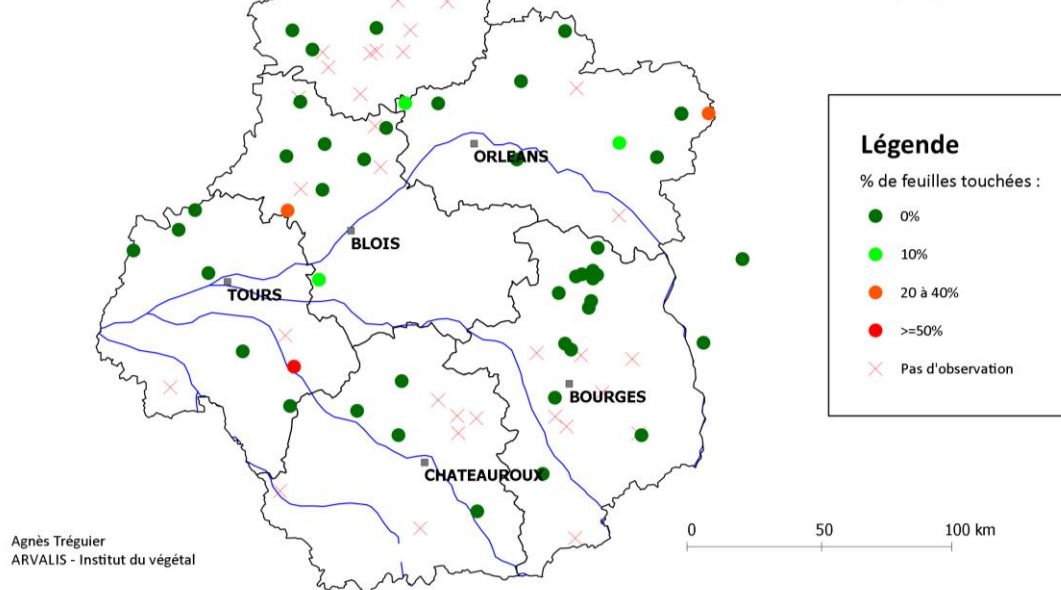 ORLEANS
BLOIS
TOURS
BOURGES
CHATEAUROUX
Légende
% de feuilles touchées :
0%
10%
20 à 40%
>=50%
Pas d'observation
0 50 100 km
Agnès Tréguier
ARVALIS - Institut du végétal